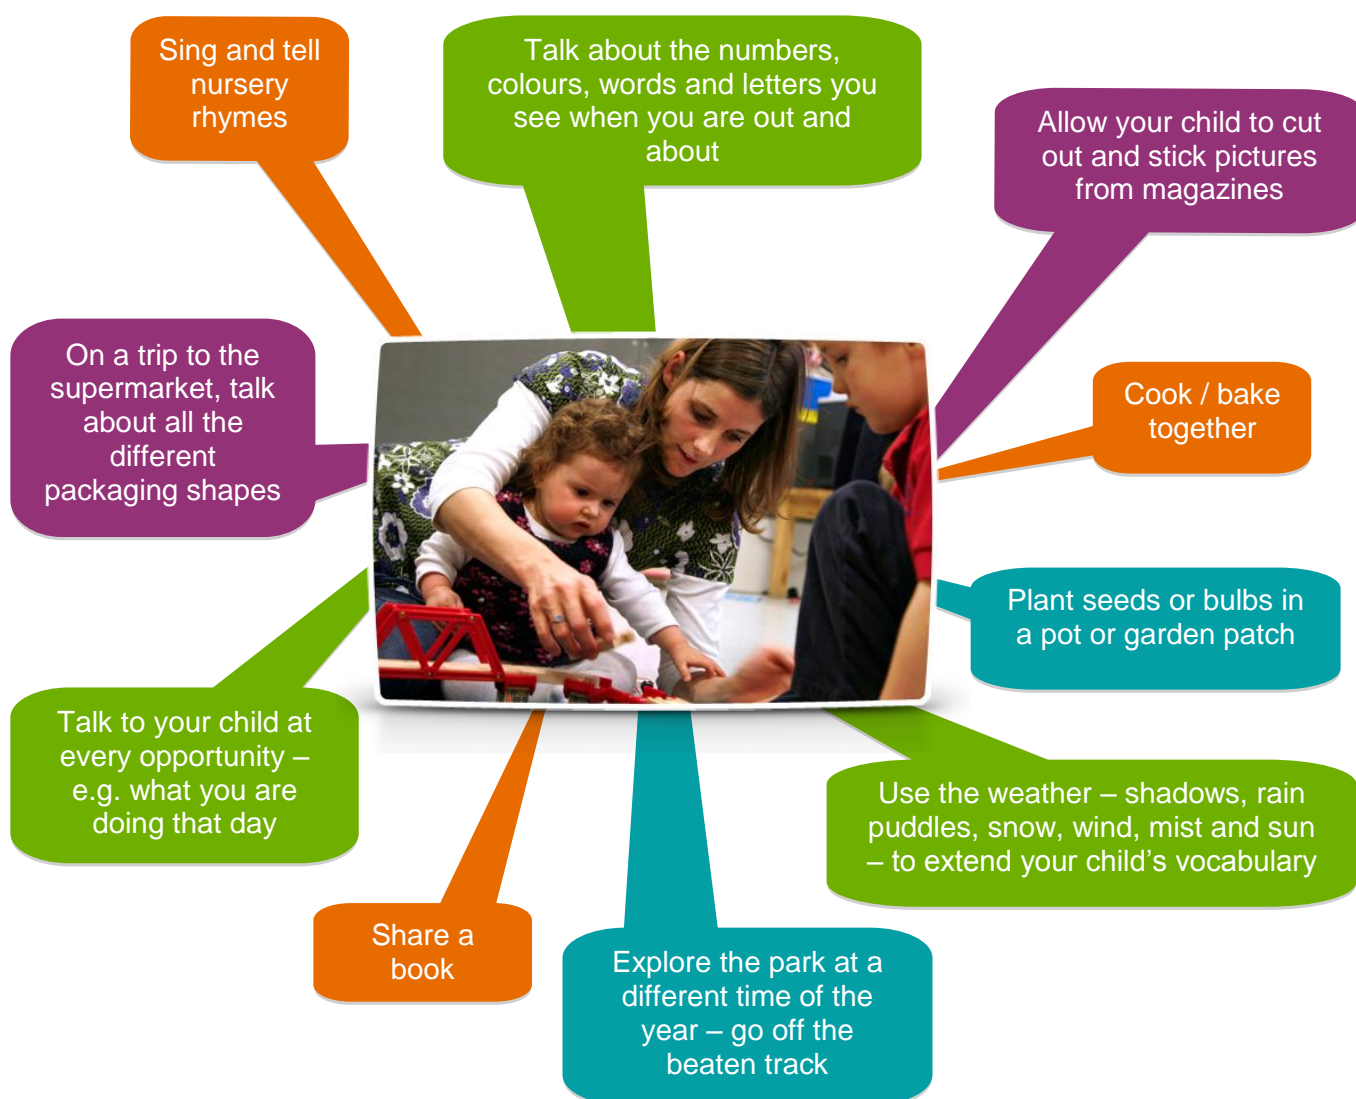 Sing and tell
nursery
rhymes
Talk about the numbers,
colours, words and letters you
see when you are out and
about
Allow your child to cut
out and stick pictures
from magazines
On a trip to the
supermarket, talk
about all the
different
packaging shapes
Cook / bake
together
Plant seeds or bulbs in
a pot or garden patch
Talk to your child at
every opportunity –
e.g. what you are
doing that day
Use the weather – shadows, rain
puddles, snow, wind, mist and sun
– to extend your child’s vocabulary
Share a
book
Explore the park at a
different time of the
year – go off the
beaten track